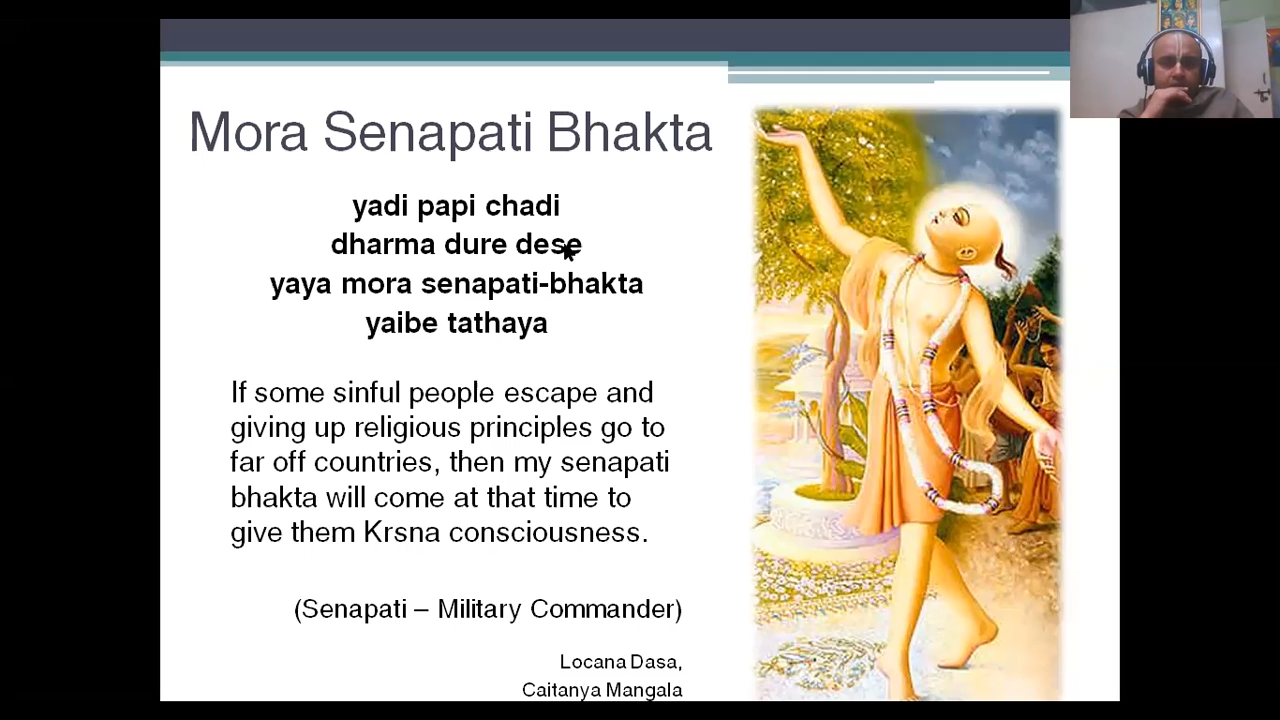 Mora Senapati Bhakta
yadi papi chadi
dharma dure dese
yaya mora senapati-bhakta
yaibe tathaya
If some sinful people escape and
giving up religious principles go to
far off countries, then my senapati
bhakta will come at that time to
give them Krsna consciousness.
(Senapati – Military Commander)
Locana Dasa,
Caitanya Mangala